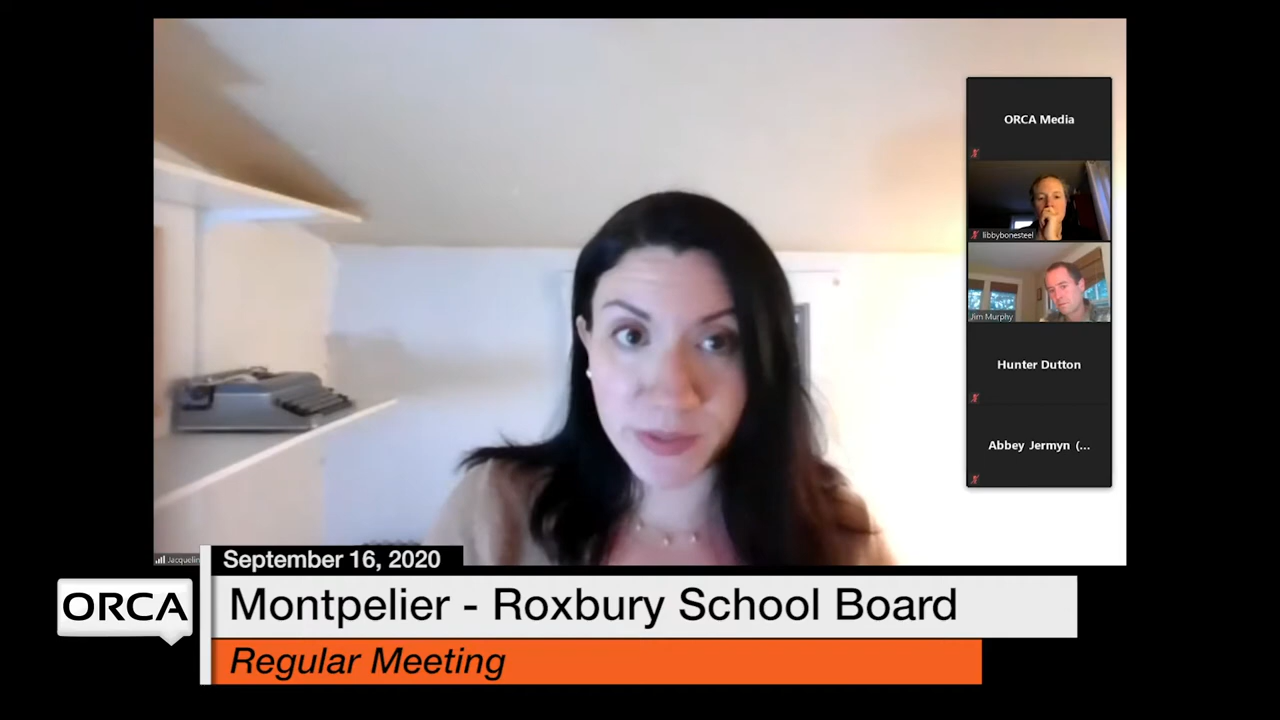 ORCA Media
libbybonesteel
Jim Murphy
Hunter Dutton
Abbey Jermyn (...
September 16, 2020
ORCA
Montpelier - Roxbury School Board
Regular Meeting